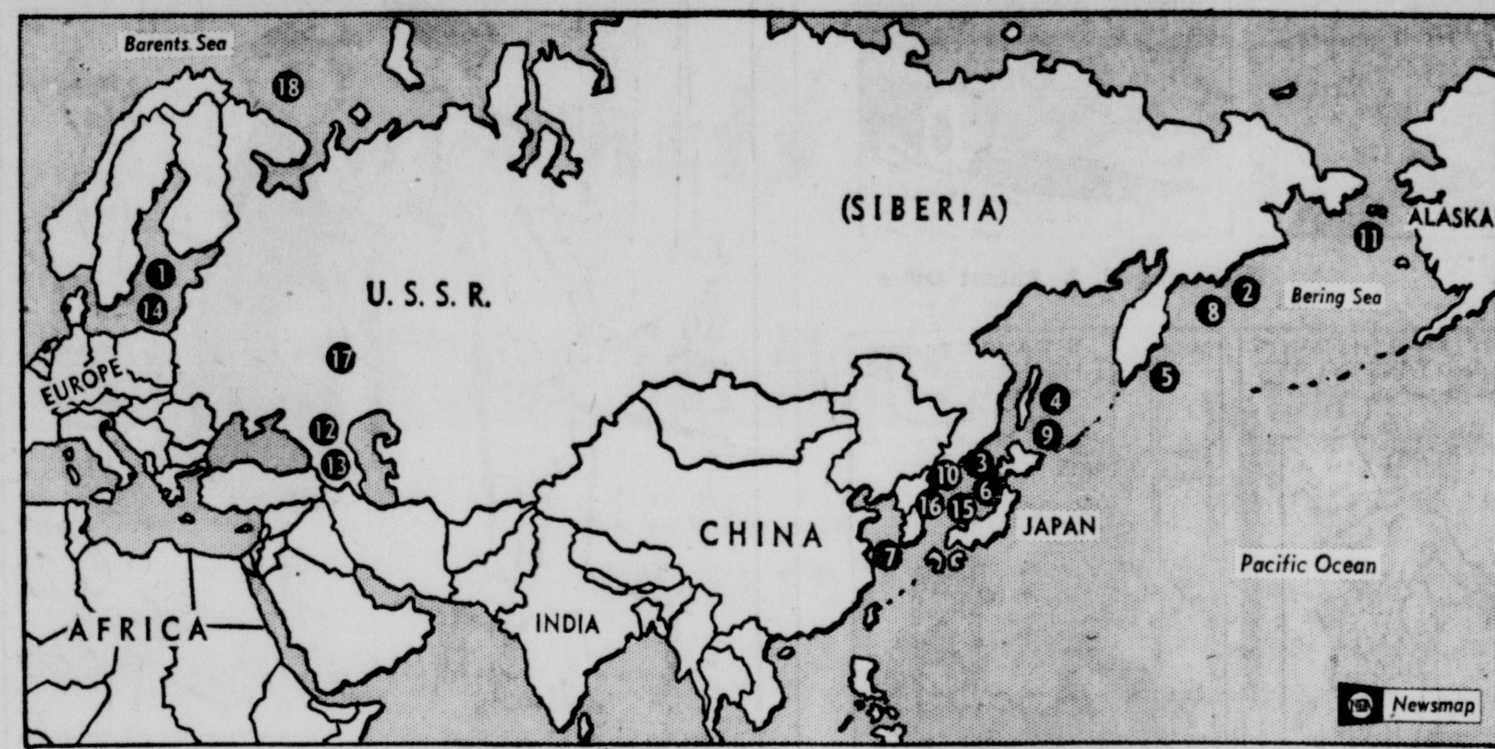 Barents Sea
18
(SIBERIA)
ALASKA
11
1
14
U. S. S. R.
2
8
Bering Sea
17
EUROPE
5
4
12
9
13
3
10
6
16
15
CHINA
JAPAN
7
Pacific Ocean
AFRICA
INDIA
NEA Newsmap